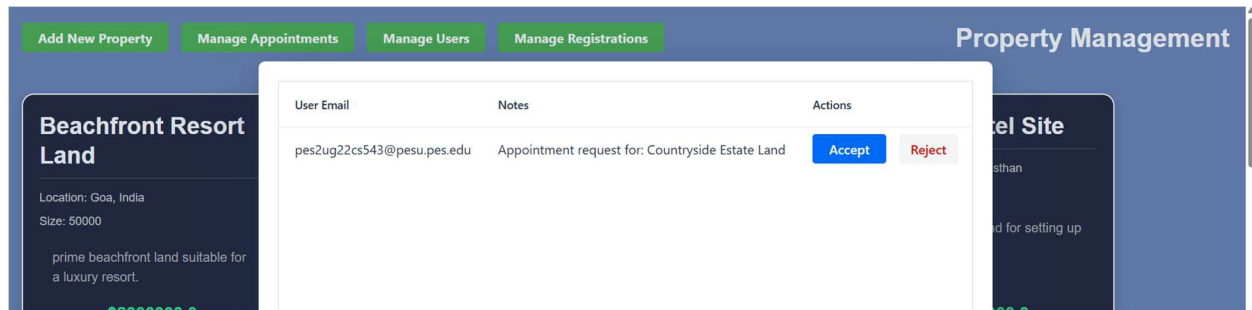 Add New Property Manage Appointments Manage Users Manage Registrations Property Management
User Email Notes Actions
pes2ug22cs543@pesu.pes.edu Appointment request for: Countryside Estate Land Accept Reject
Beachfront Resort
Land
Location: Goa, India
Size: 50000
prime beachfront land suitable for
a luxury resort.
Site
for setting up